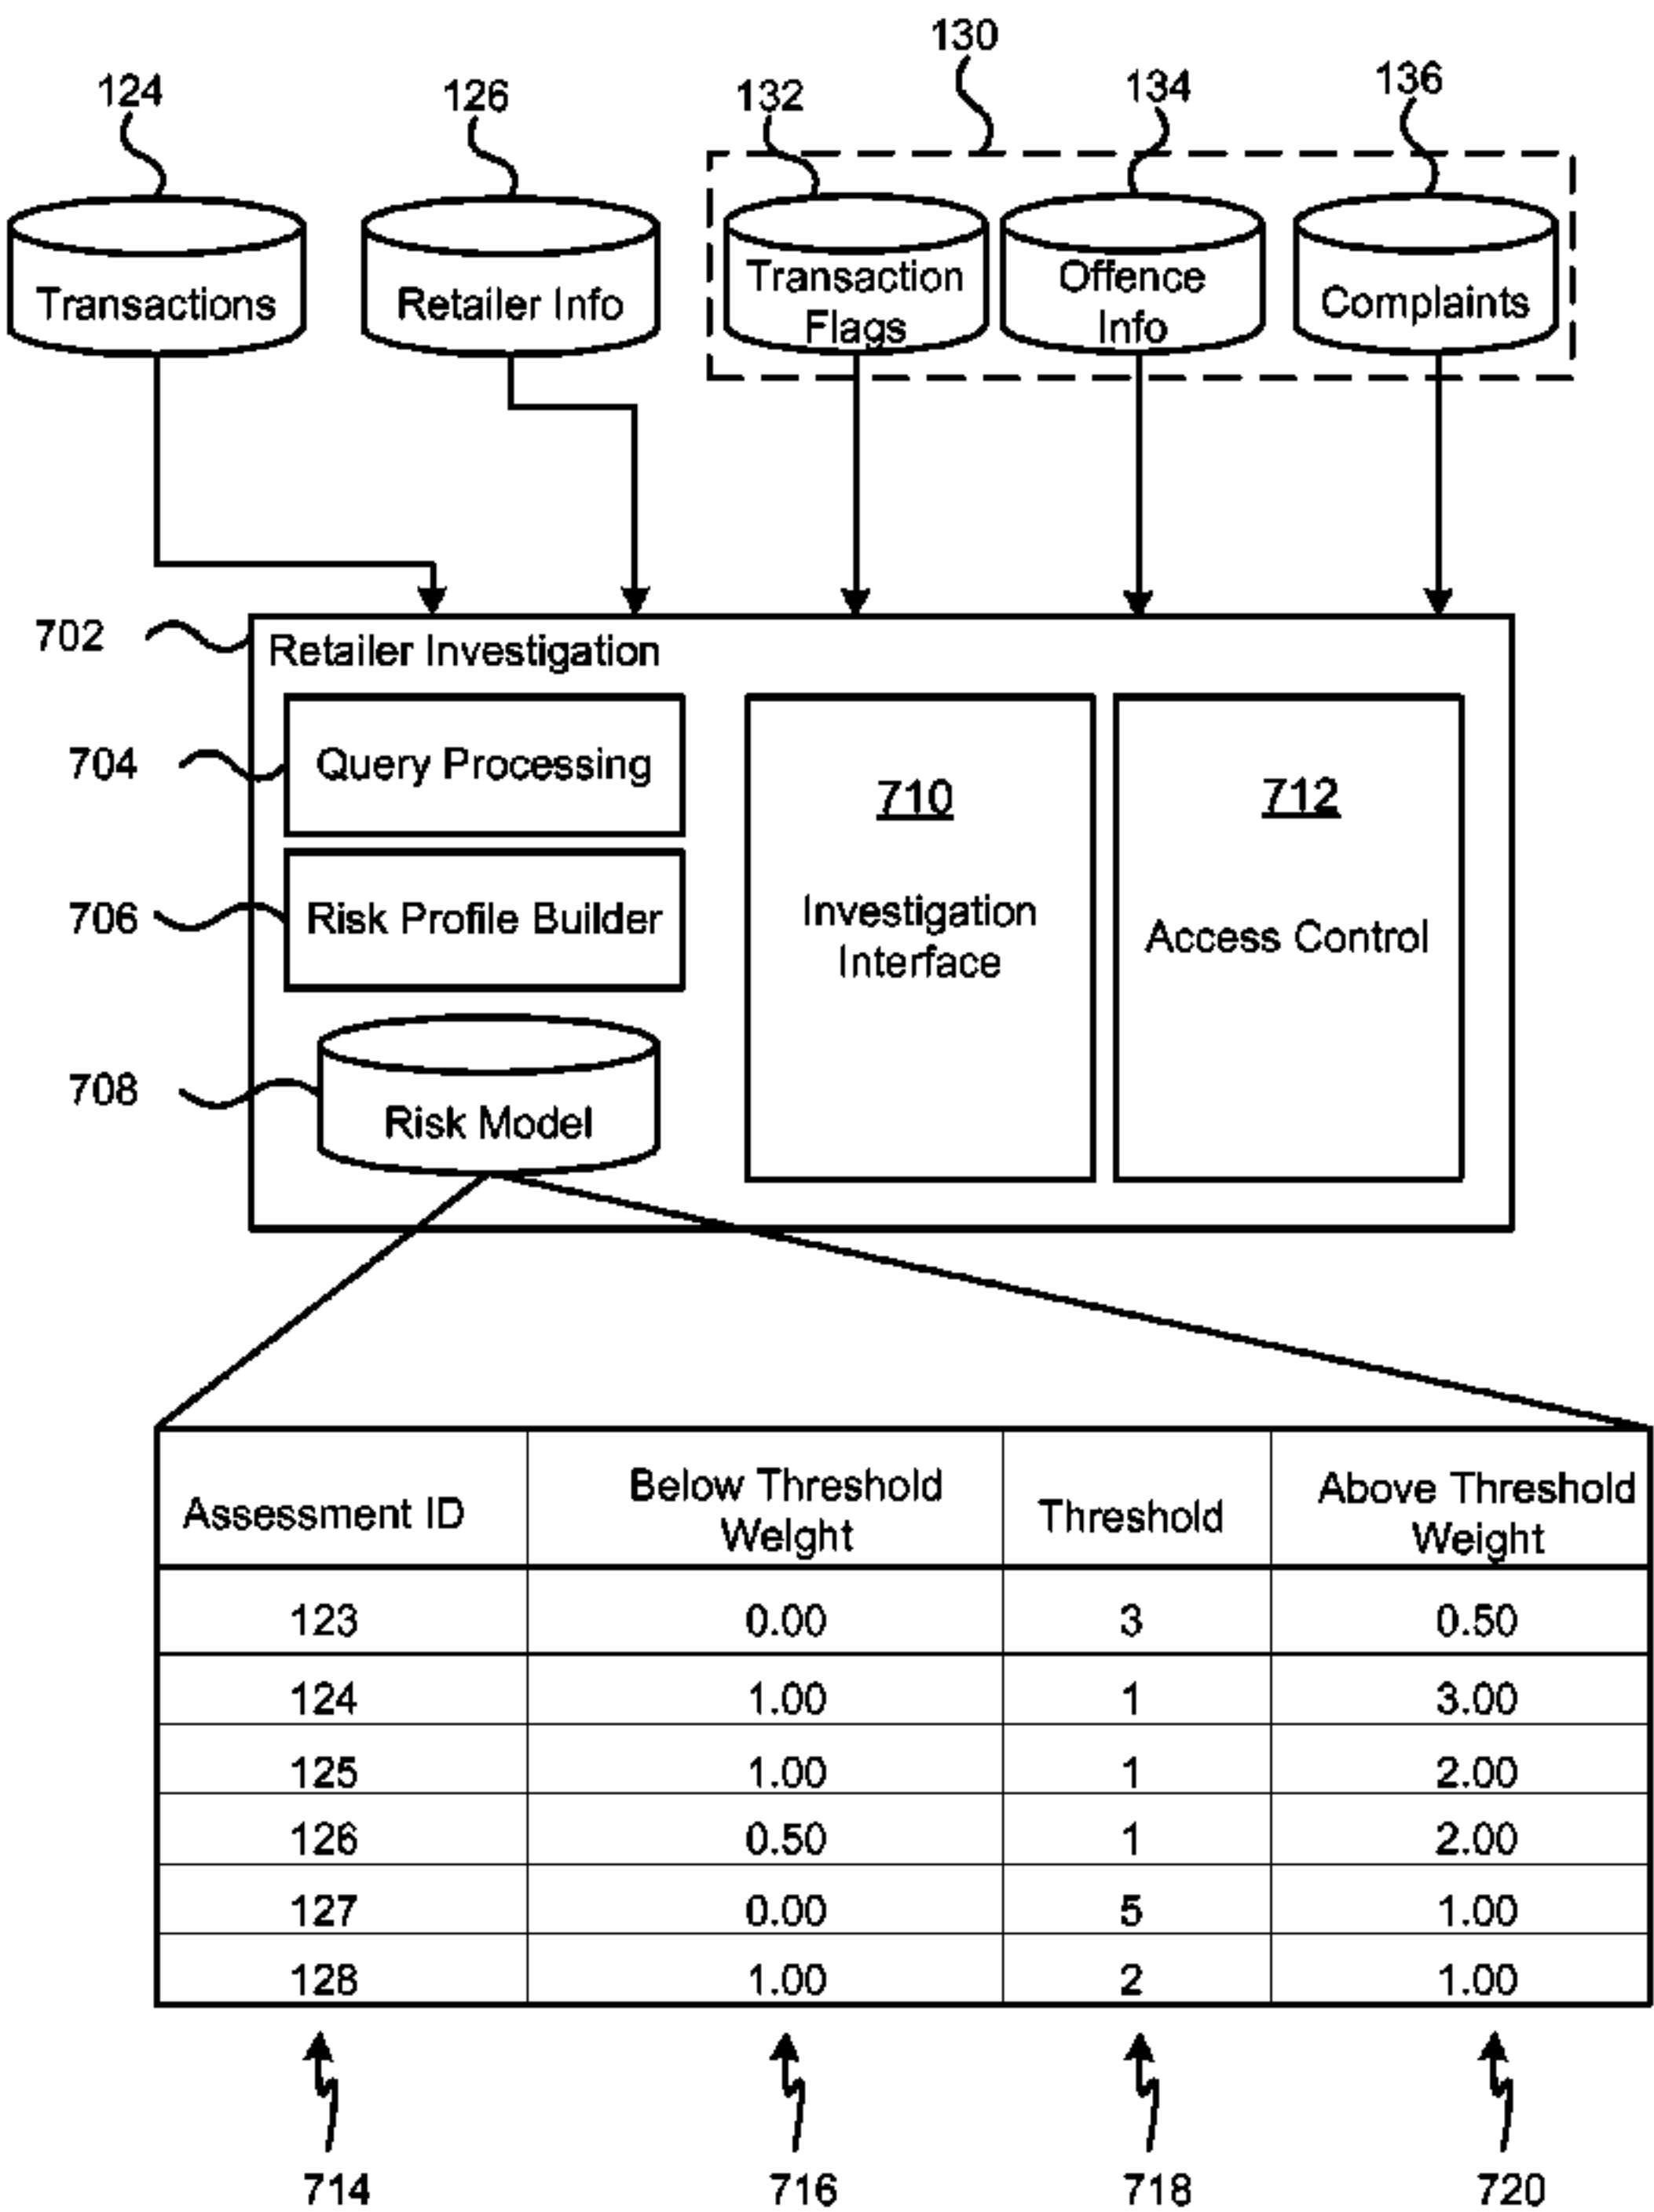 130
124
126
132
134
136
Transactions
Retailer Info
Transaction
Flags
Offence
Info
Complaints
702
Retailer Investigation
704
Query Processing
706
Risk Profile Builder
708
Risk Model
710
Investigation
Interface
712
Access Control
Assessment ID
Below Threshold
Weight
Threshold
Above Threshold
Weight
123 0.00 3 0.50
124 1.00 1 3.00
125 1.00 1 2.00
126 0.50 1 2.00
127 0.00 5 1.00
128 1.00 2 1.00
714 716 718 720